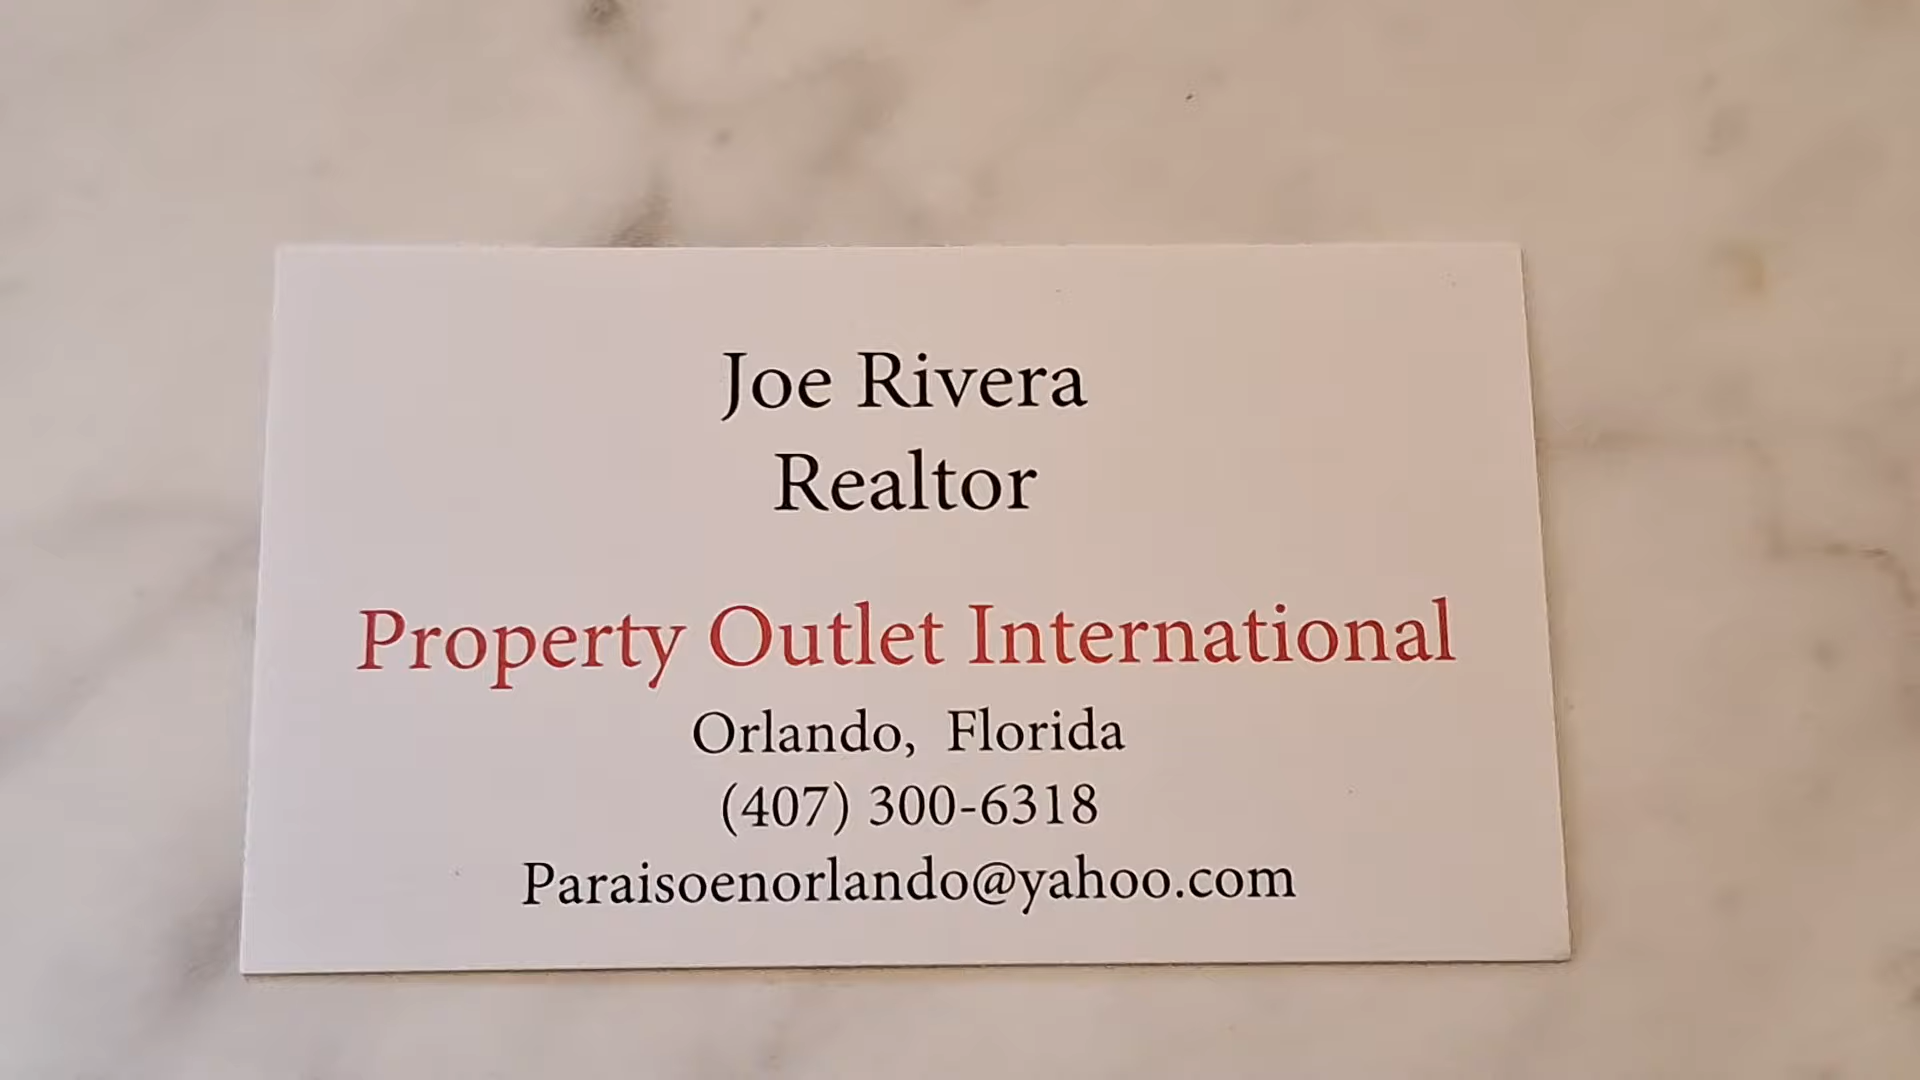 Joe Rivera
Realtor
Property Outlet International
Orlando, Florida
(407) 300-6318
Paraisoenorlando@yahoo.com